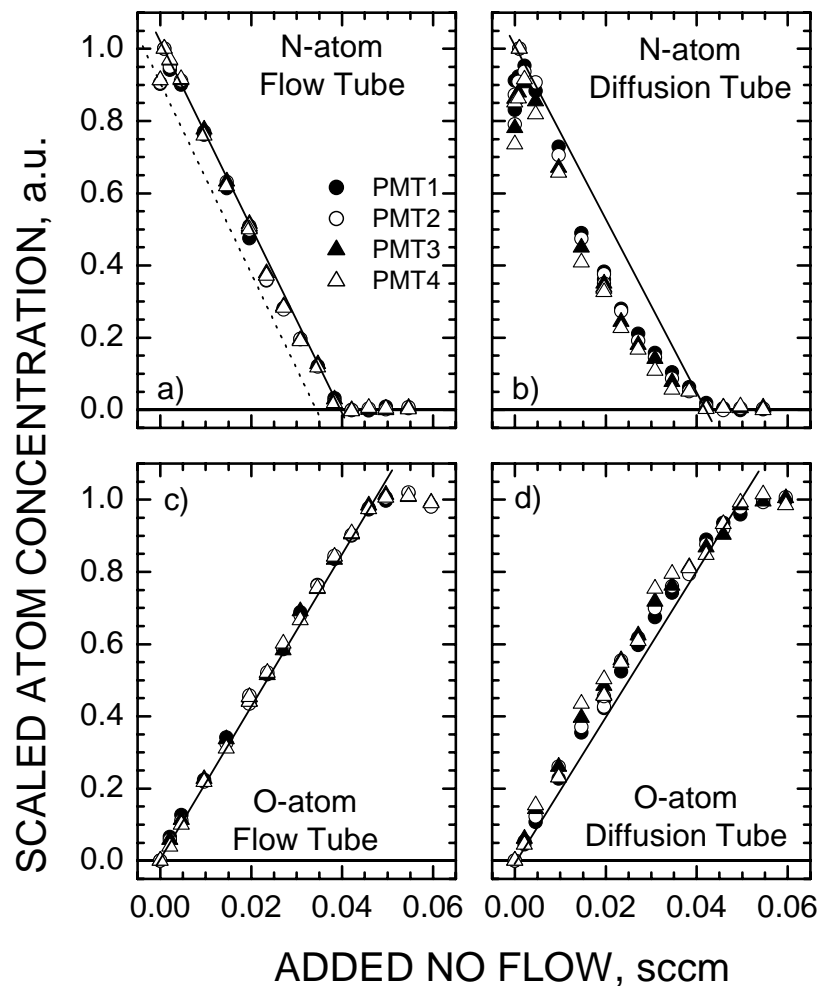 SCALED ATOM CONCENTRATION, a.u.
1.0
0.8
0.6
0.4
0.2
0.0
N-atom
Flow Tube
PMT1
PMT2
PMT3
PMT4
a)
N-atom
Diffusion Tube
b)
1.0
0.8
0.6
0.4
0.2
0.0
c)
O-atom
Flow Tube
d)
O-atom
Diffusion Tube
0.00 0.02 0.04 0.06
0.00 0.02 0.04 0.06
ADDED NO FLOW, sccm